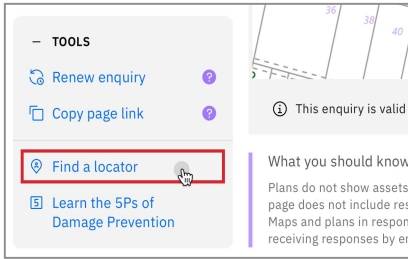 36
38
40
− TOOLS
Renew enquiry ?
Copy page link ?
Find a locator
5 Learn the 5Ps of
Damage Prevention
i This enquiry is valid
What you should know
Plans do not show assets
page does not include res
Maps and plans in respon
receiving responses by en